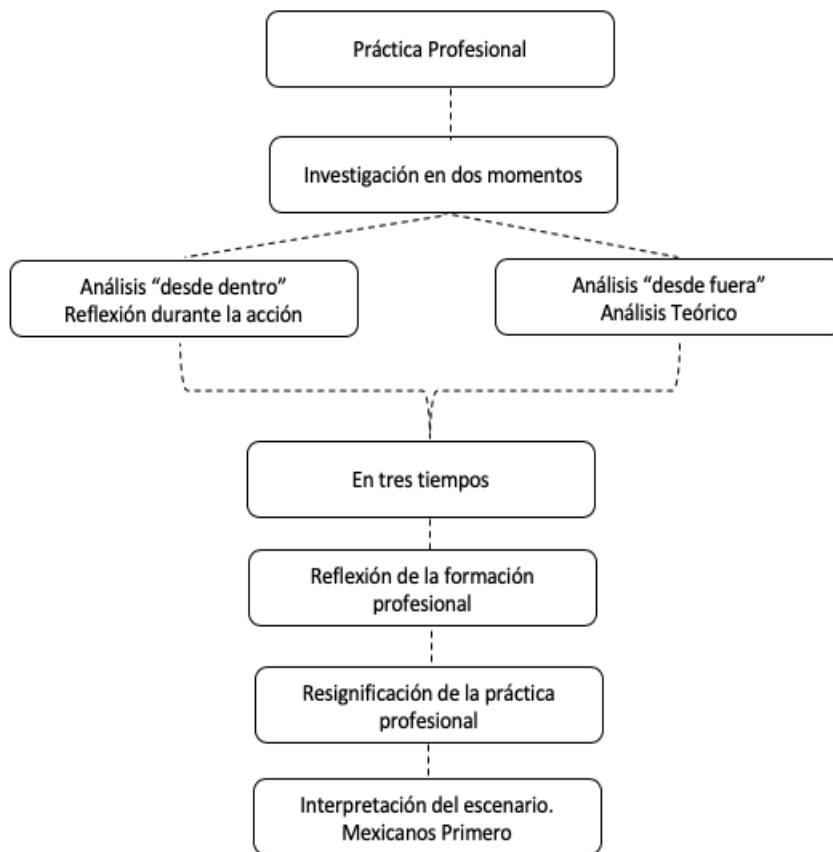 Práctica Profesional
Investigación en dos momentos
Análisis “desde dentro”
Reflexión durante la acción
Análisis “desde fuera”
Análisis Teórico
En tres tiempos
Reflexión de la formación
profesional
Resignificación de la práctica
profesional
Interpretación del escenario.
Mexicanos Primero